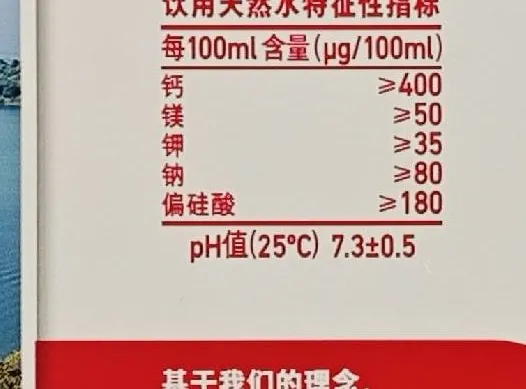 饮用天然水特征性指标
每100ml含量(μg/100ml)
钙 ≥400
镁 ≥50
钾 ≥35
钠 ≥80
偏硅酸 ≥180
pH值(25℃) 7.3±0.5
基于我们的理念,